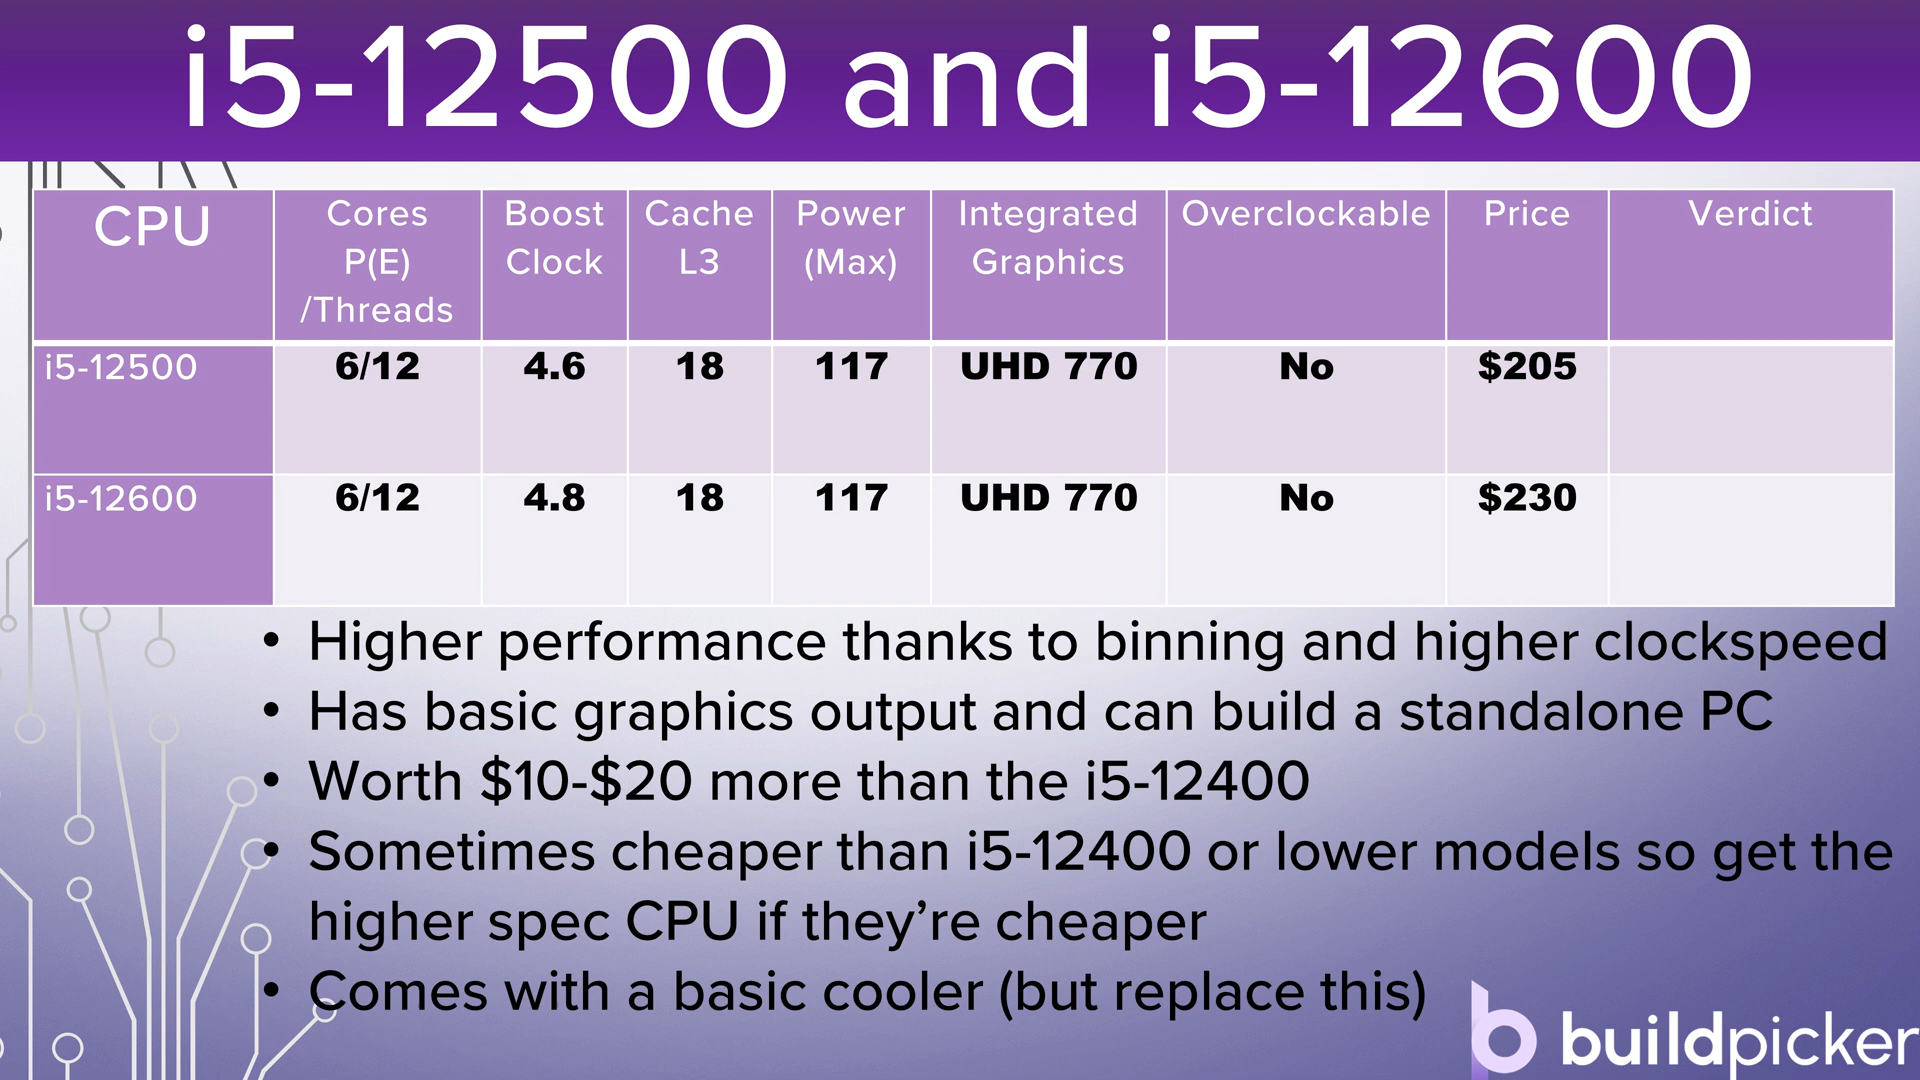 i5-12500 and i5-12600
CPU Cores P(E) /Threads Boost Clock Cache L3 Power (Max) Integrated Graphics Overclockable Price Verdict
i5-12500 6/12 4.6 18 117 UHD 770 No $205
i5-12600 6/12 4.8 18 117 UHD 770 No $230
• Higher performance thanks to binning and higher clockspeed
• Has basic graphics output and can build a standalone PC
• Worth $10-$20 more than the i5-12400
• Sometimes cheaper than i5-12400 or lower models so get the
higher spec CPU if they're cheaper
• Comes with a basic cooler (but replace this)
buildpicker